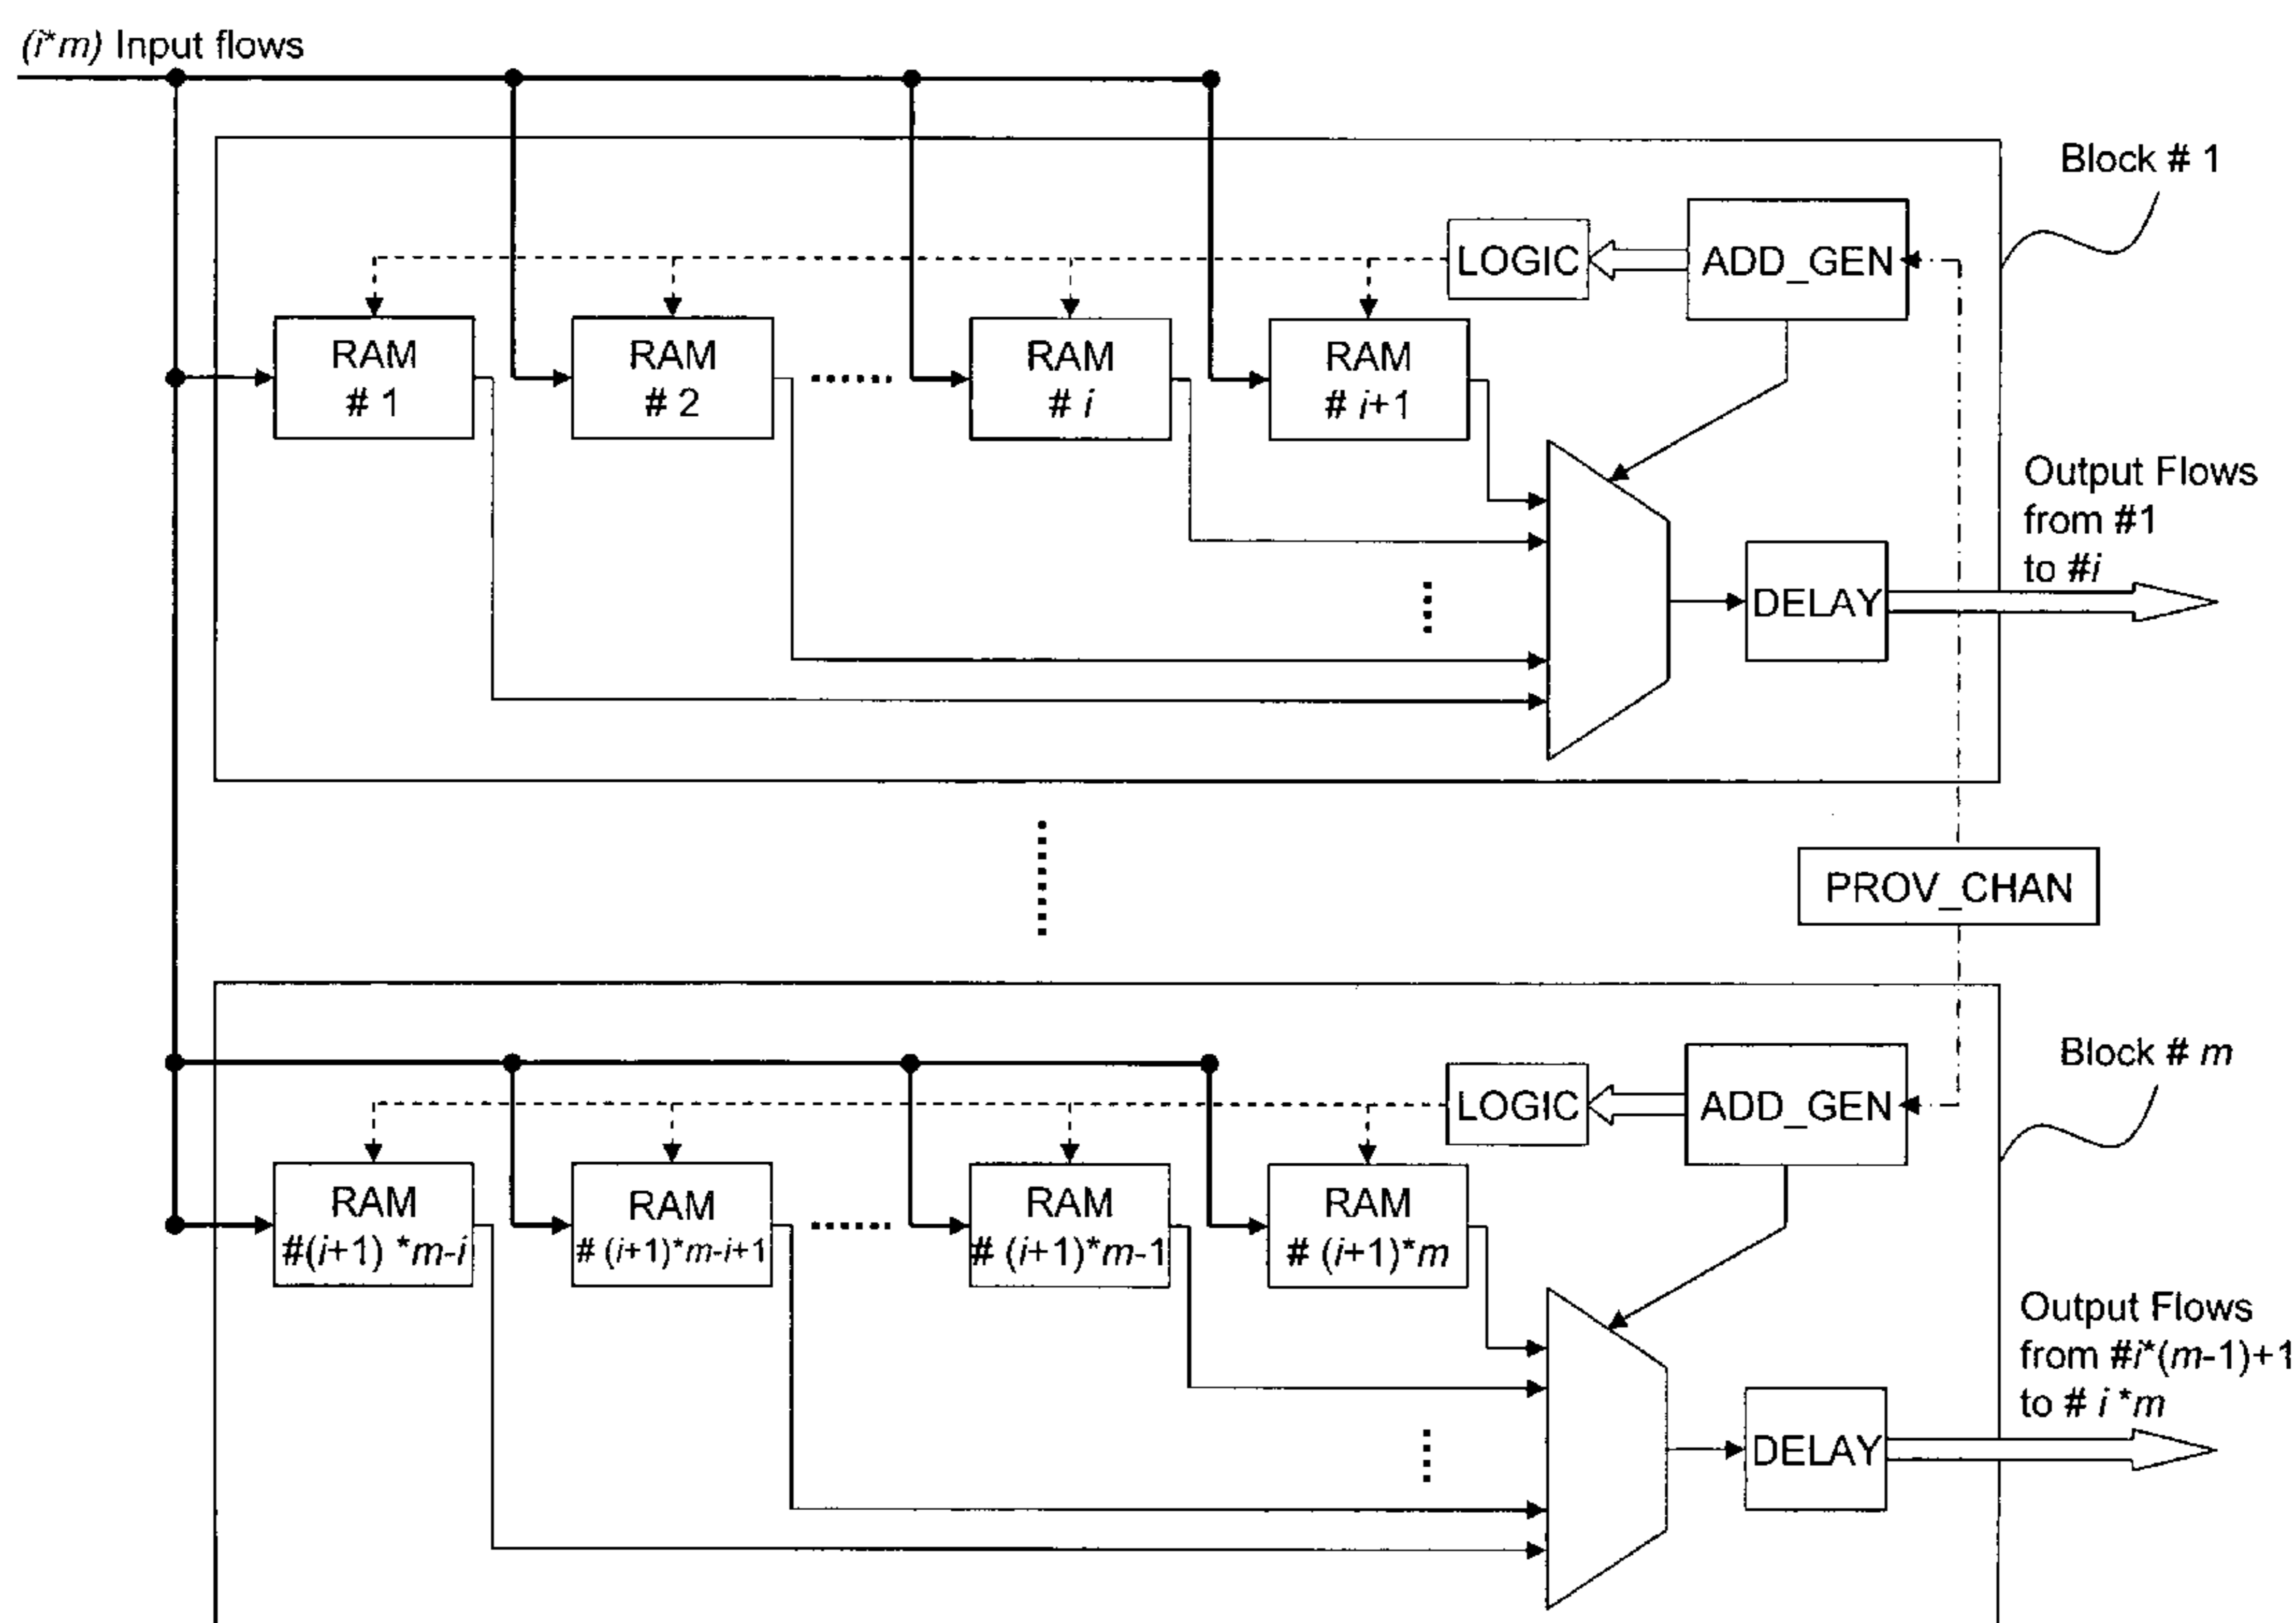 (i*m) Input flows
Block # 1
LOGIC
ADD_GEN
RAM
# 1
RAM
# 2
RAM
# i
RAM
# i+1
Output Flows
from #1
to #i
DELAY
PROV_CHAN
Block # m
LOGIC
ADD_GEN
RAM
#(i+1) *m-i
RAM
# (i+1)*m-i+1
RAM
# (i+1)*m-1
RAM
# (i+1)*m
Output Flows
from #i*(m-1)+1
to # i *m
DELAY